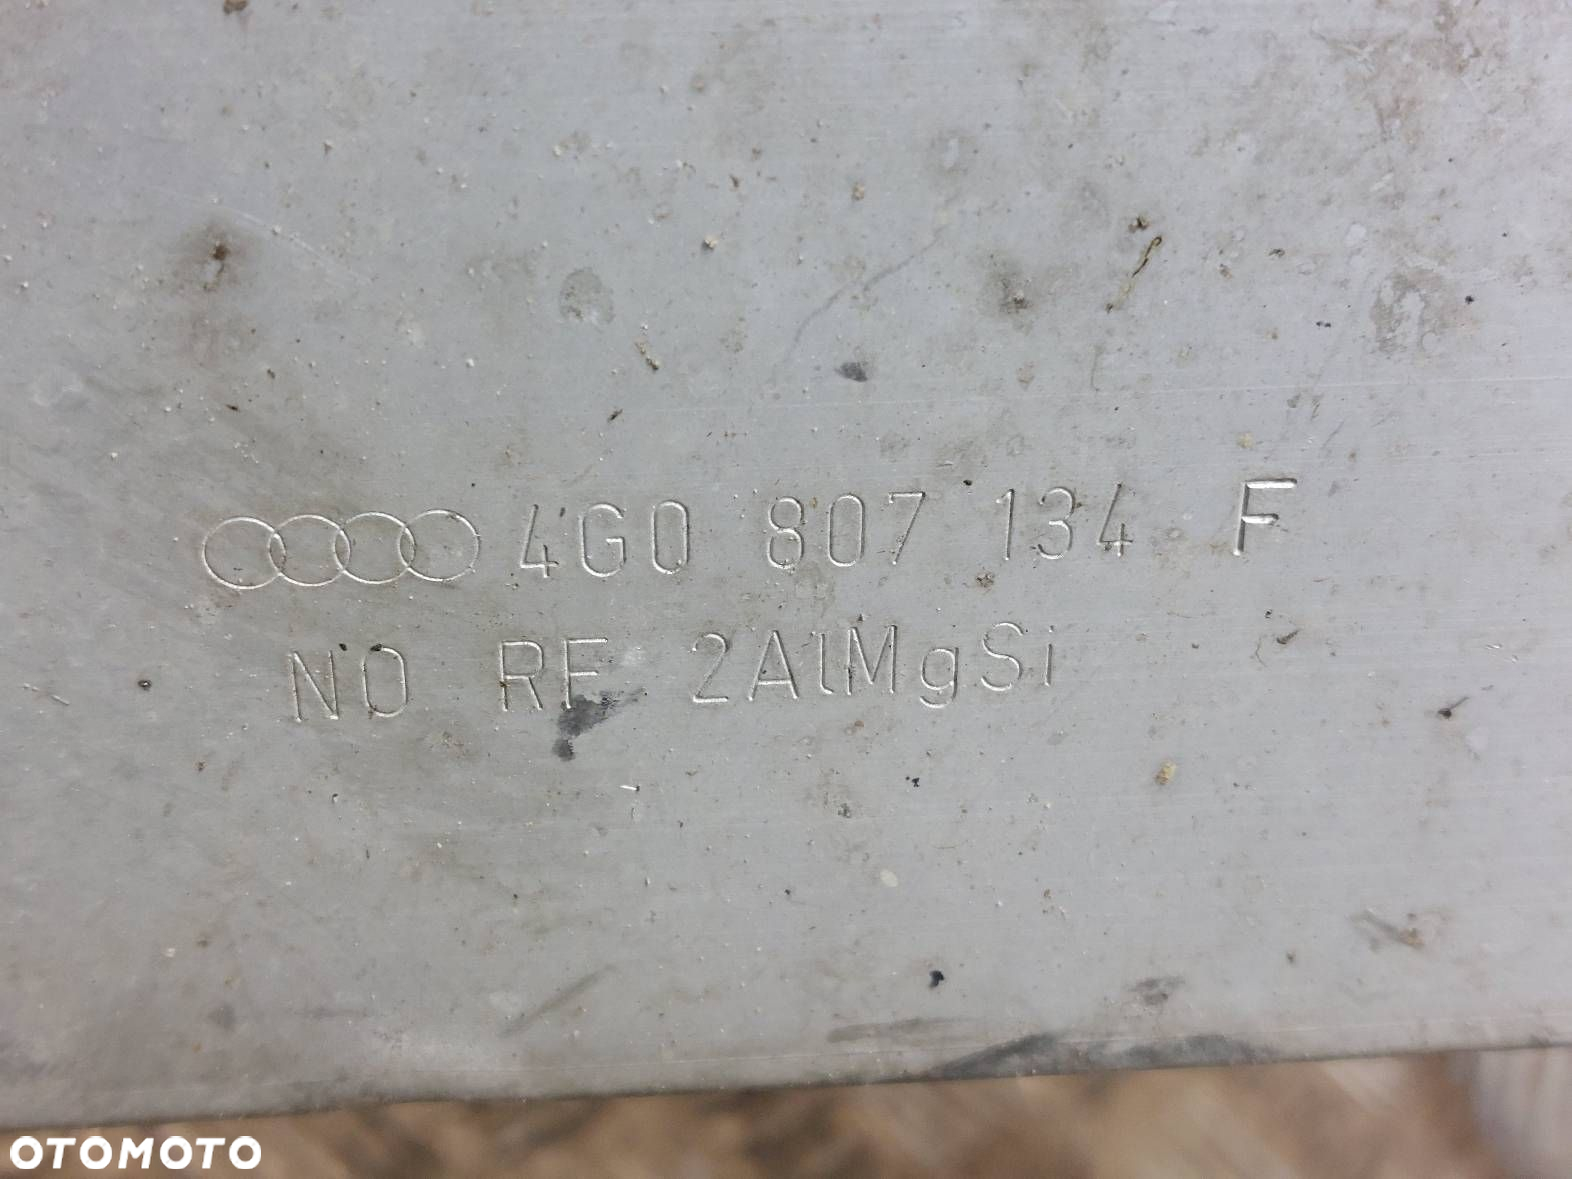 4G0 807 134 F
NO RF 2AlMgSi
OTOMOTO